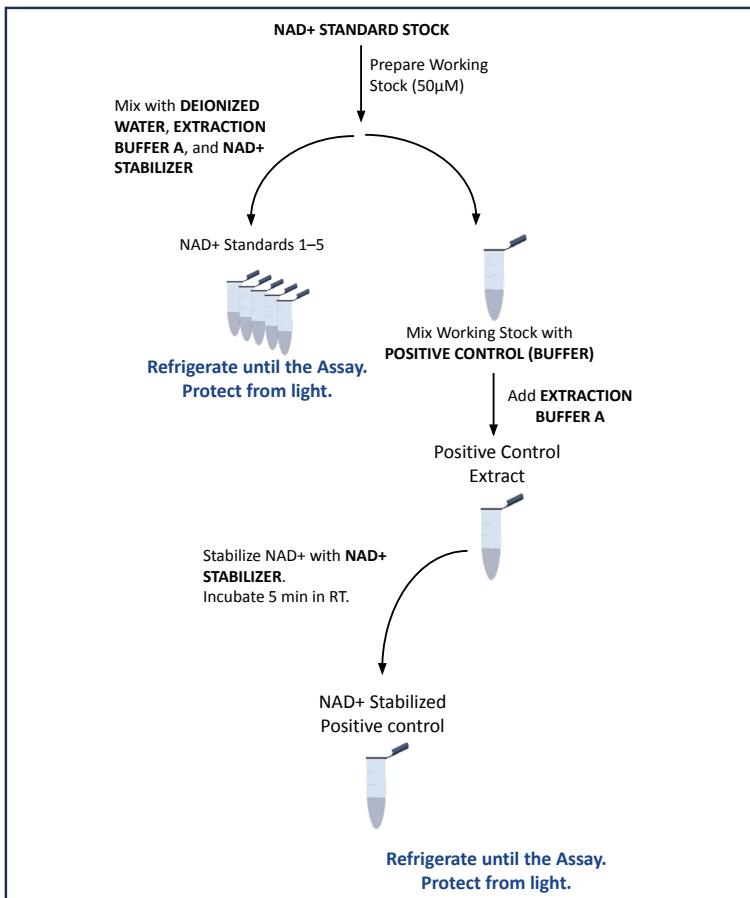 NAD+ STANDARD STOCK
Prepare Working
Stock (50µM)
Mix with DEIONIZED
WATER, EXTRACTION
BUFFER A, and NAD+
STABILIZER
NAD+ Standards 1–5
Refrigerate until the Assay.
Protect from light.
Mix Working Stock with
POSITIVE CONTROL (BUFFER)
Add EXTRACTION
BUFFER A
Positive Control
Extract
Stabilize NAD+ with NAD+
STABILIZER.
Incubate 5 min in RT.
NAD+ Stabilized
Positive control
Refrigerate until the Assay.
Protect from light.